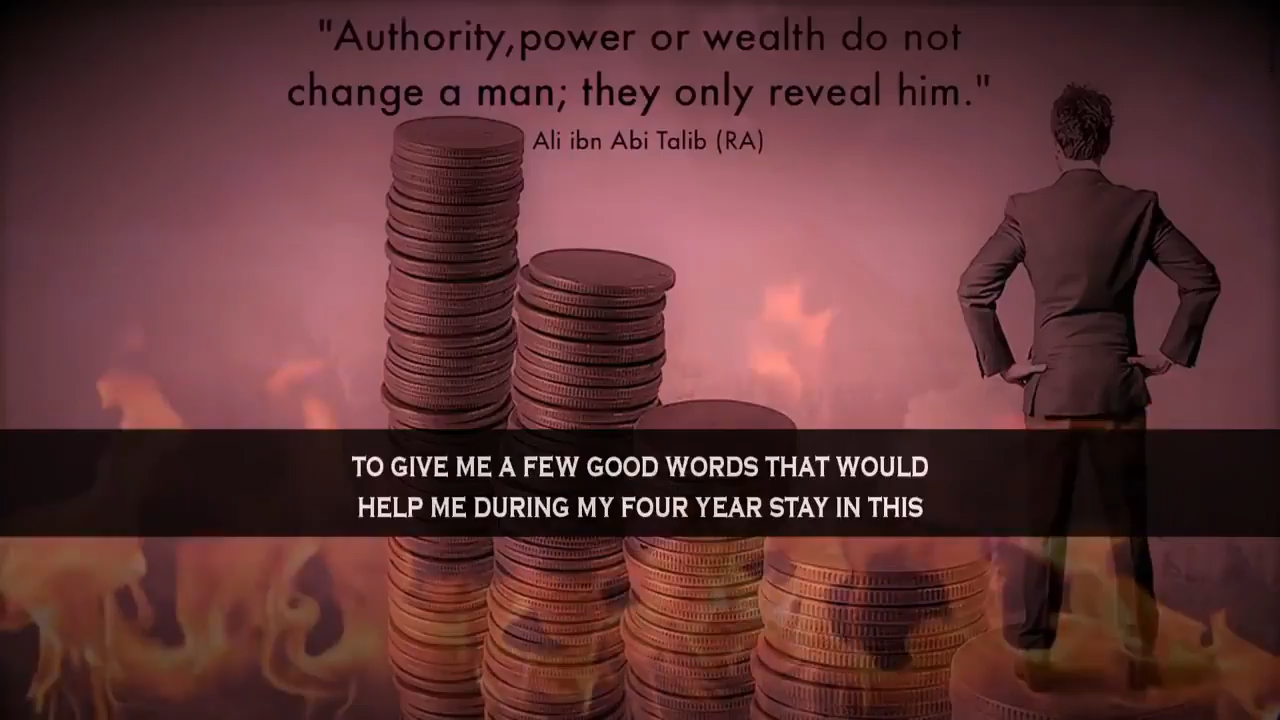 "Authority,power or wealth do not
change a man; they only reveal him."
Ali ibn Abi Talib (RA)
TO GIVE ME A FEW GOOD WORDS THAT WOULD
HELP ME DURING MY FOUR YEAR STAY IN THIS